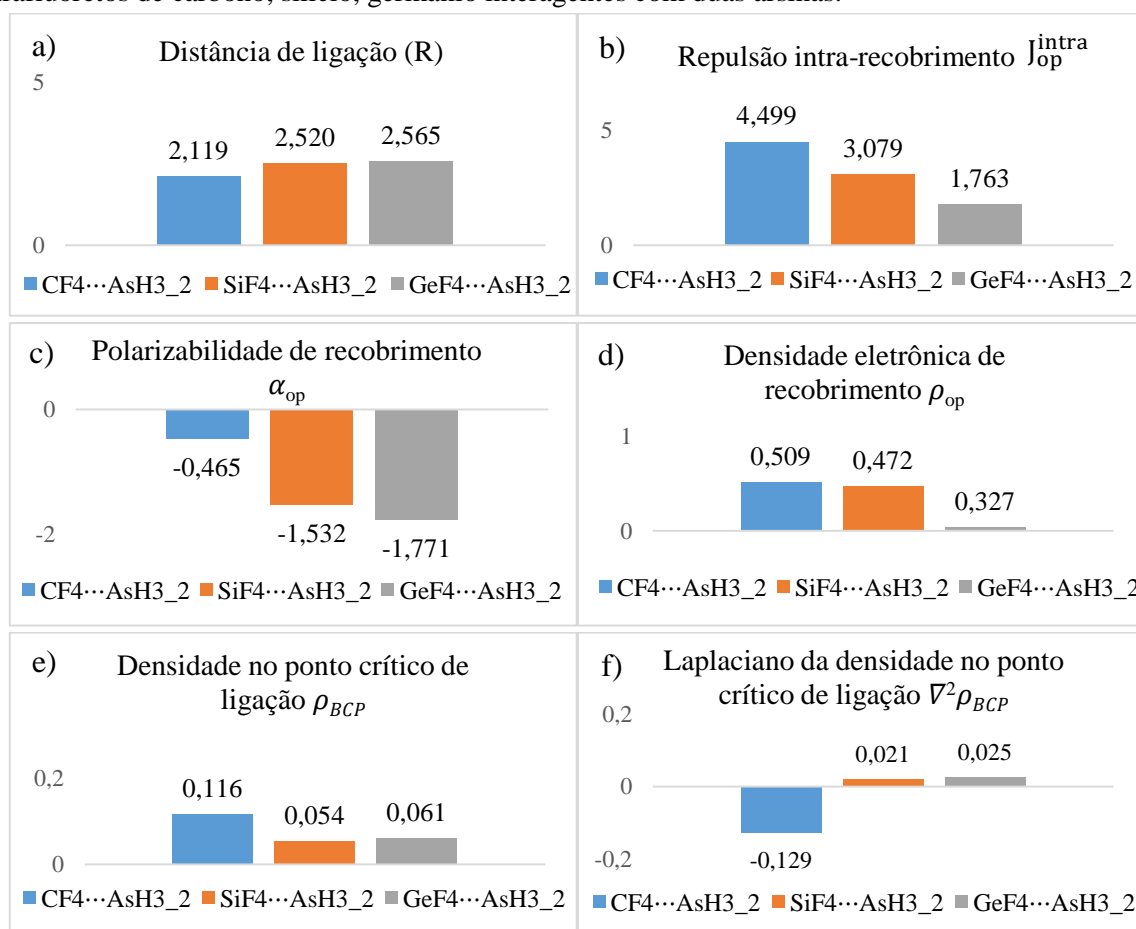 a)
Distância de ligação (R)
5
2,119
2,520
2,565
0
CF4···AsH3_2 SiF4···AsH3_2 GeF4···AsH3_2
b)
Repulsão intra-recobrimento J_op^intra
4,499
5
3,079
1,763
0
CF4···AsH3_2 SiF4···AsH3_2 GeF4···AsH3_2
c)
Polarizabilidade de recobrimento
α_op
0
-0,465
-1,532
-1,771
-2
CF4···AsH3_2 SiF4···AsH3_2 GeF4···AsH3_2
d)
Densidade eletrônica de
recobrimento ρ_op
1
0,509
0,472
0,327
0
CF4···AsH3_2 SiF4···AsH3_2 GeF4···AsH3_2
e)
Densidade no ponto crítico de
ligação ρ_BCP
0,2
0,116
0,054
0,061
0
CF4···AsH3_2 SiF4···AsH3_2 GeF4···AsH3_2
f)
Laplaciano da densidade no ponto
crítico de ligação ∇²ρ_BCP
0,2
0,021
0,025
0
-0,129
-0,2
CF4···AsH3_2 SiF4···AsH3_2 GeF4···AsH3_2